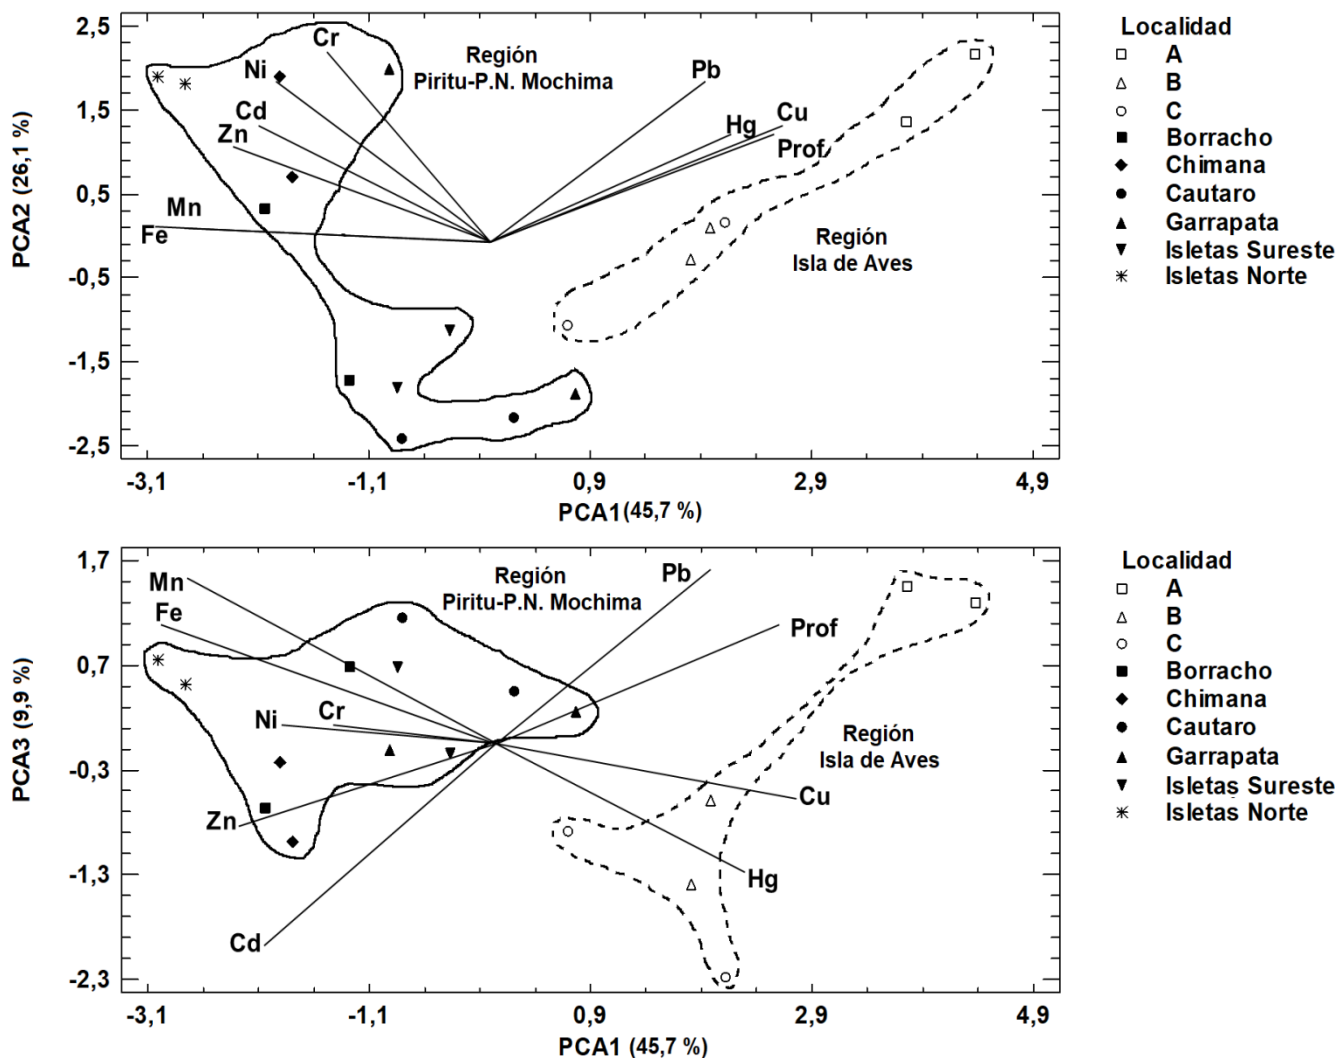 2,5
1,5
0,5
-0,5
-1,5
-2,5
PCA2 (26,1 %)
Cr
Ni
Cd
Zn
Mn
Fe
Región
Piritu-P.N. Mochima
Pb
Hg
Cu
Prof
Región
Isla de Aves
-3,1
-1,1
0,9
2,9
4,9
PCA1 (45,7 %)
Localidad
A
B
C
Borracho
Chimana
Cautaro
Garrapata
Isletas Sureste
Isletas Norte
1,7
0,7
-0,3
-1,3
-2,3
PCA3 (9,9 %)
Mn
Fe
Ni
Cr
Zn
Cd
Región
Piritu-P.N. Mochima
Pb
Prof
Región
Isla de Aves
Cu
Hg
-3,1
-1,1
0,9
2,9
4,9
PCA1 (45,7 %)
Localidad
A
B
C
Borracho
Chimana
Cautaro
Garrapata
Isletas Sureste
Isletas Norte